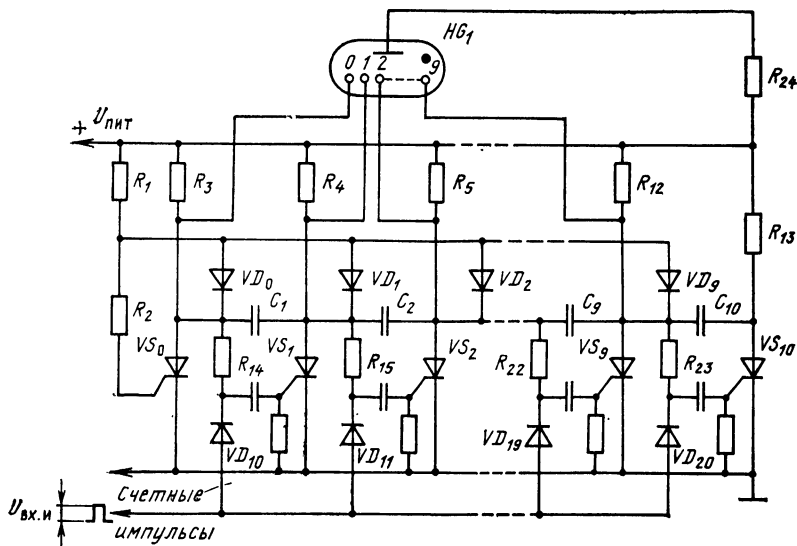 HG1
0 1 2 9
R24
+ Uпит
R1 R3 R4 R5 R12
R13
VD0 VD1 VD2 VD9
C1 C2 C9 C10
R2
VS0 VS1 VS2 VS9 VS10
R14 R15 R22 R23
VD10 VD11 VD19 VD20
Счетные
Uвх.и
импульсы